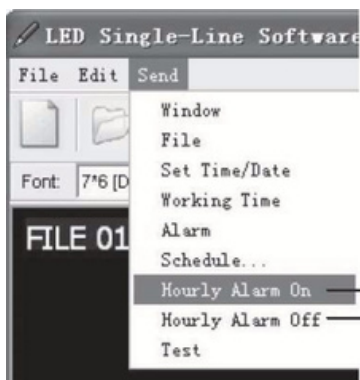 LED Single-Line Software
File Edit Send
Window
File
Set Time/Date
Font: 7*6 [D
Working Time
Alarm
FILE 01
Schedule...
Hourly Alarm On
Hourly Alarm Off
Test